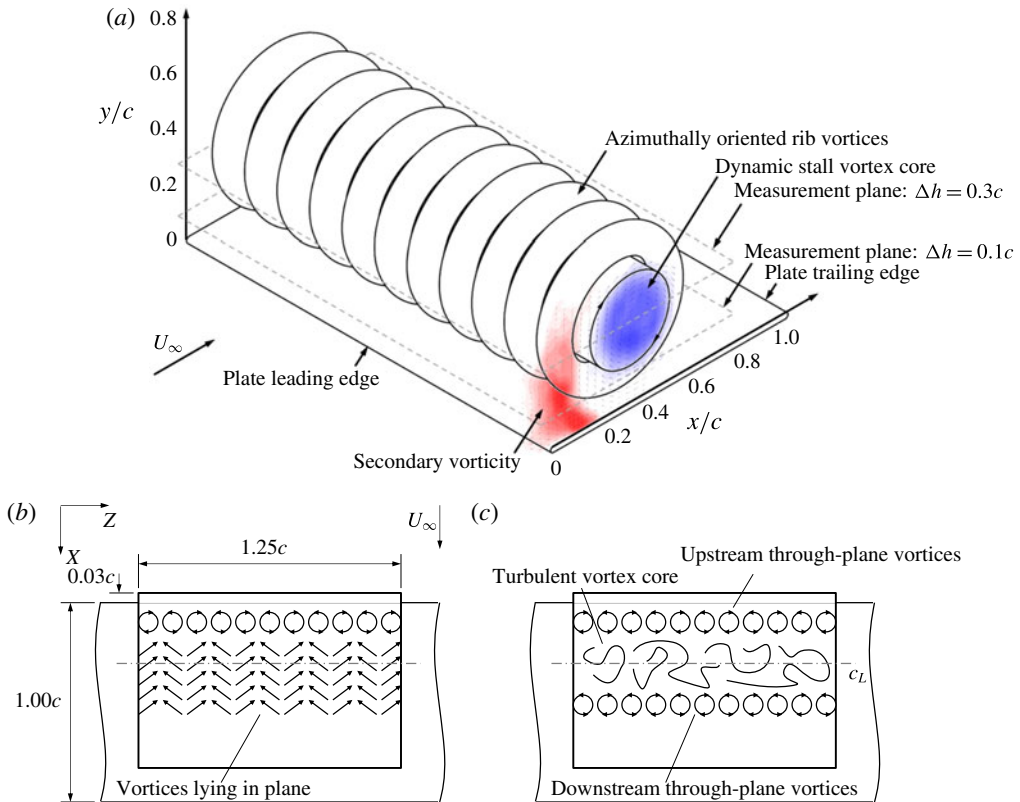 (a)
0.8
0.6
y/c
0.4
0.2
0
Azimuthally oriented rib vortices
Dynamic stall vortex core
Measurement plane: Δh = 0.3c
Measurement plane: Δh = 0.1c
Plate trailing edge
1.0
0.8
0.6
0.4
x/c
0.2
0
U∞
Plate leading edge
Secondary vorticity
(b)
Z
X
U∞
1.25c
0.03c
1.00c
Vortices lying in plane
(c)
Upstream through-plane vortices
Turbulent vortex core
cL
Downstream through-plane vortices